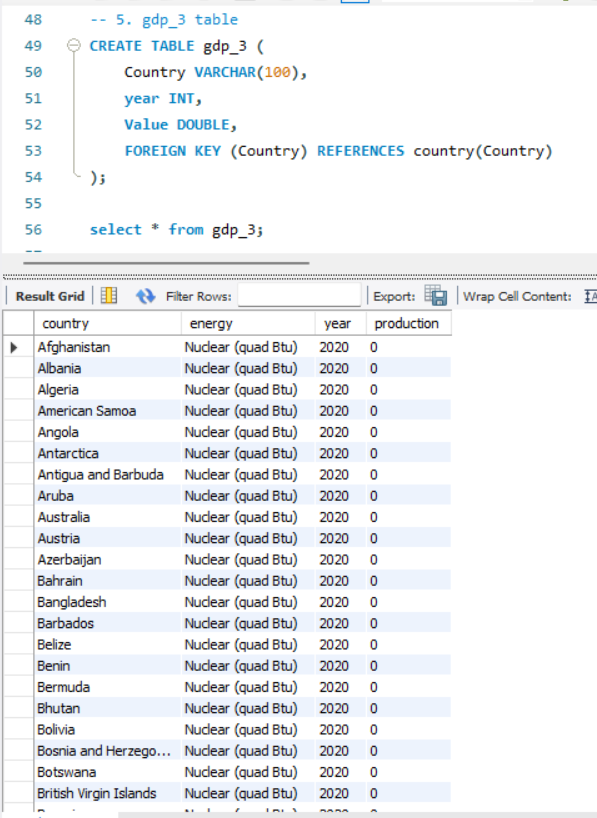 48 -- 5. gdp_3 table
49 CREATE TABLE gdp_3 (
50 Country VARCHAR(100),
51 year INT,
52 Value DOUBLE,
53 FOREIGN KEY (Country) REFERENCES country(Country)
54 );
55
56 select * from gdp_3;
Result Grid Filter Rows: Export: Wrap Cell Content:
country energy year production
Afghanistan Nuclear (quad Btu) 2020 0
Albania Nuclear (quad Btu) 2020 0
Algeria Nuclear (quad Btu) 2020 0
American Samoa Nuclear (quad Btu) 2020 0
Angola Nuclear (quad Btu) 2020 0
Antarctica Nuclear (quad Btu) 2020 0
Antigua and Barbuda Nuclear (quad Btu) 2020 0
Aruba Nuclear (quad Btu) 2020 0
Australia Nuclear (quad Btu) 2020 0
Austria Nuclear (quad Btu) 2020 0
Azerbaijan Nuclear (quad Btu) 2020 0
Bahrain Nuclear (quad Btu) 2020 0
Bangladesh Nuclear (quad Btu) 2020 0
Barbados Nuclear (quad Btu) 2020 0
Belize Nuclear (quad Btu) 2020 0
Benin Nuclear (quad Btu) 2020 0
Bermuda Nuclear (quad Btu) 2020 0
Bhutan Nuclear (quad Btu) 2020 0
Bolivia Nuclear (quad Btu) 2020 0
Bosnia and Herzego... Nuclear (quad Btu) 2020 0
Botswana Nuclear (quad Btu) 2020 0
British Virgin Islands Nuclear (quad Btu) 2020 0